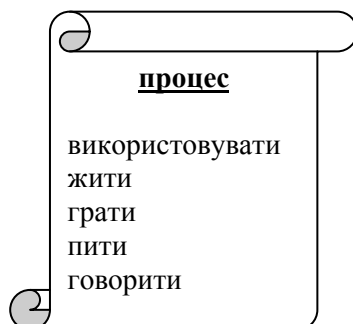 процес
використовувати
жити
грати
пити
говорити